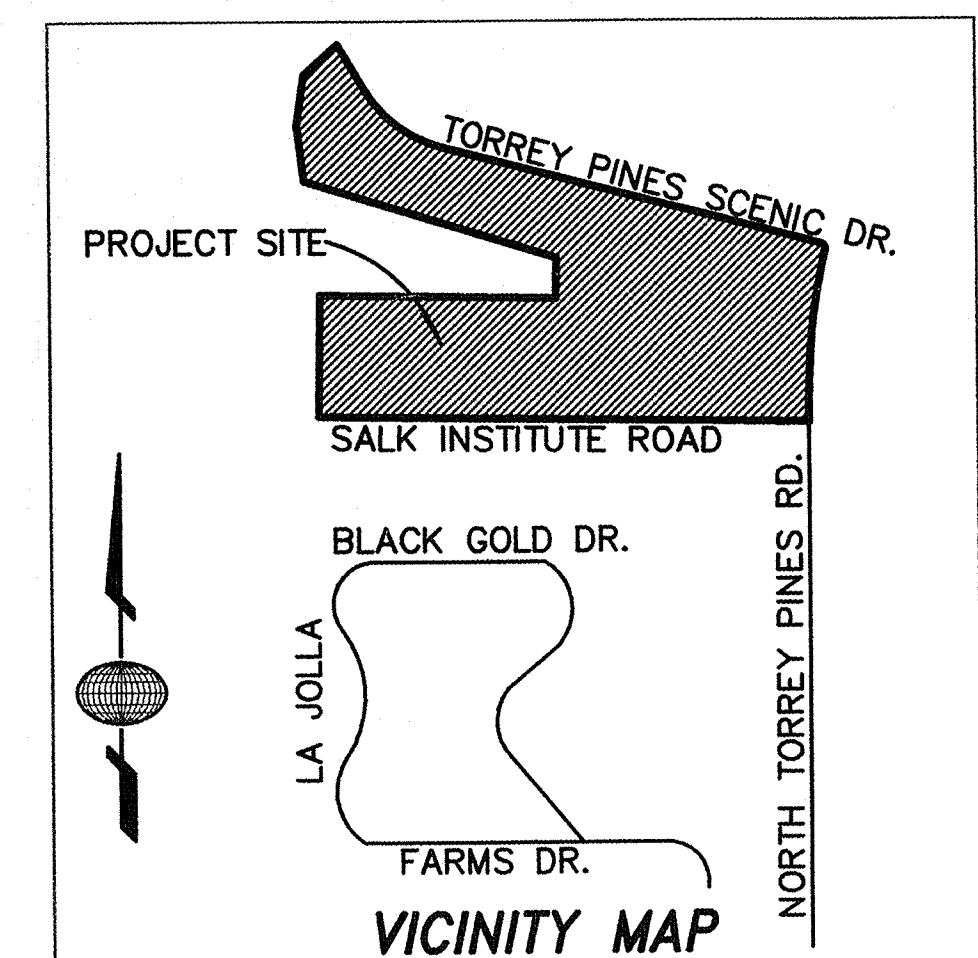 TORREY PINES SCENIC DR.
PROJECT SITE
SALK INSTITUTE ROAD
BLACK GOLD DR.
LA JOLLA
NORTH TORREY PINES RD.
FARMS DR.
VICINITY MAP